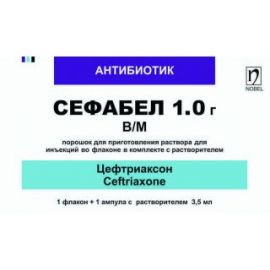 АНТИБИОТИК
NOBEL
СЕФАБЕЛ 1.0 г
В/М
порошок для приготовления раствора для
инъекций во флаконе в комплекте с растворителем
Цефтриаксон
Ceftriaxone
1 флакон + 1 ампула с растворителем 3,5 мл